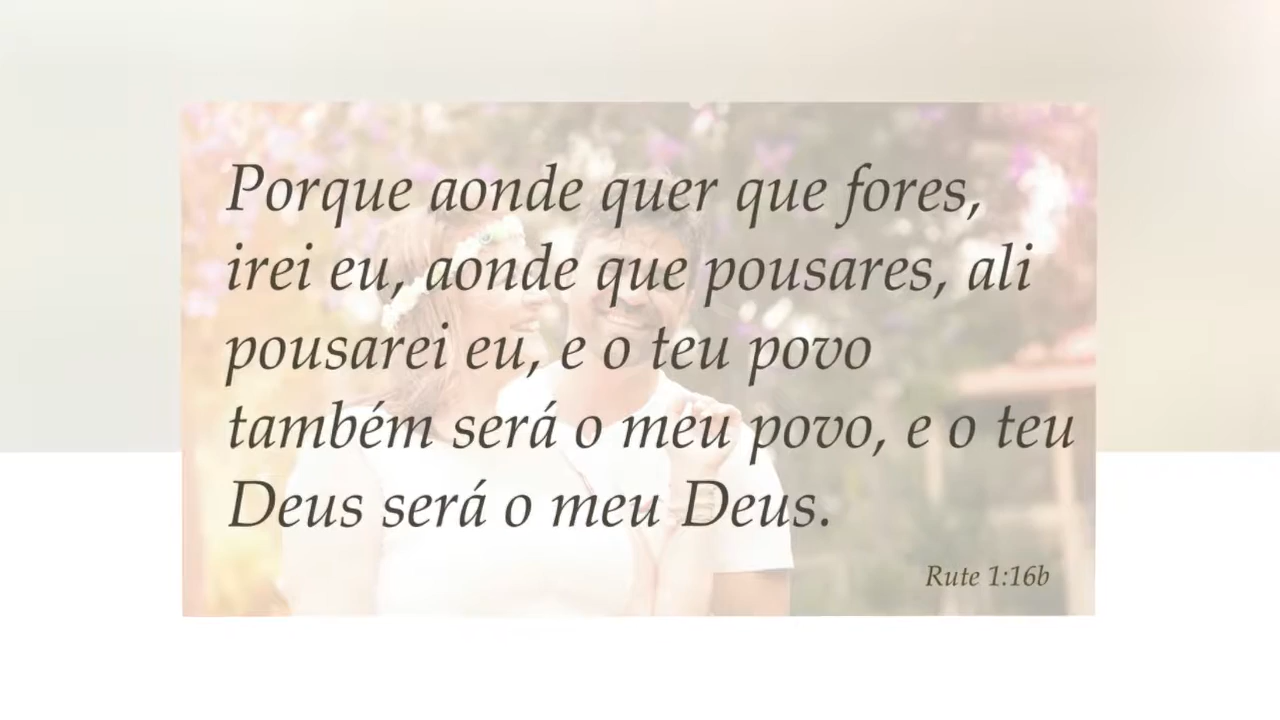 Porque aonde quer que fores,
irei eu, aonde que pousares, ali
pousarei eu, e o teu povo
também será o meu povo, e o teu
Deus será o meu Deus.
Rute 1:16b